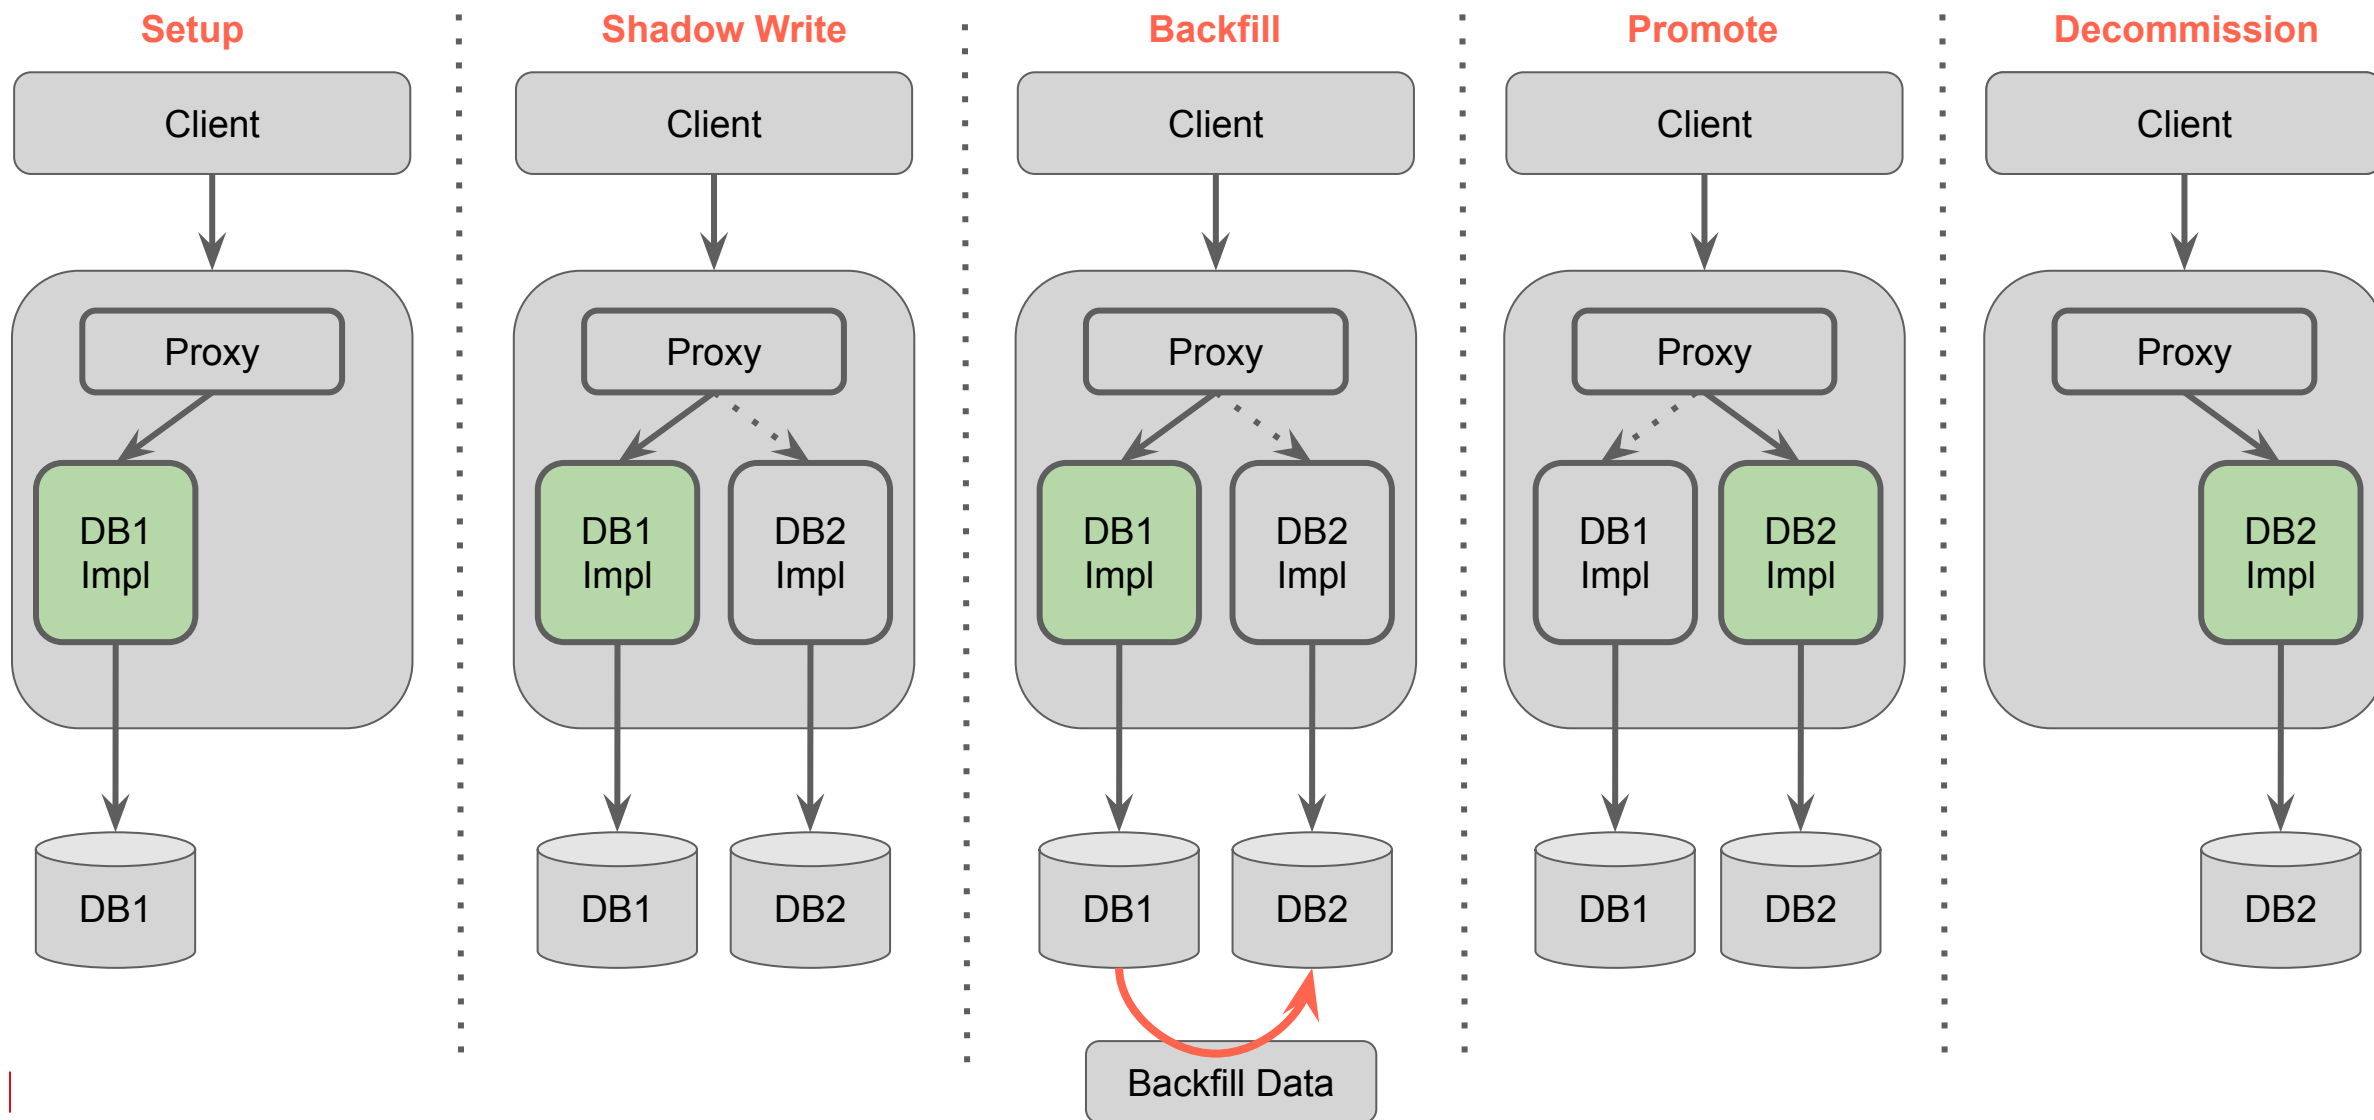 Setup
Client
Proxy
DB1
Impl
DB1
Shadow Write
Client
Proxy
DB1
Impl
DB2
Impl
DB1
DB2
Backfill
Client
Proxy
DB1
Impl
DB2
Impl
DB1
DB2
Backfill Data
Promote
Client
Proxy
DB1
Impl
DB2
Impl
DB1
DB2
Decommission
Client
Proxy
DB2
Impl
DB2